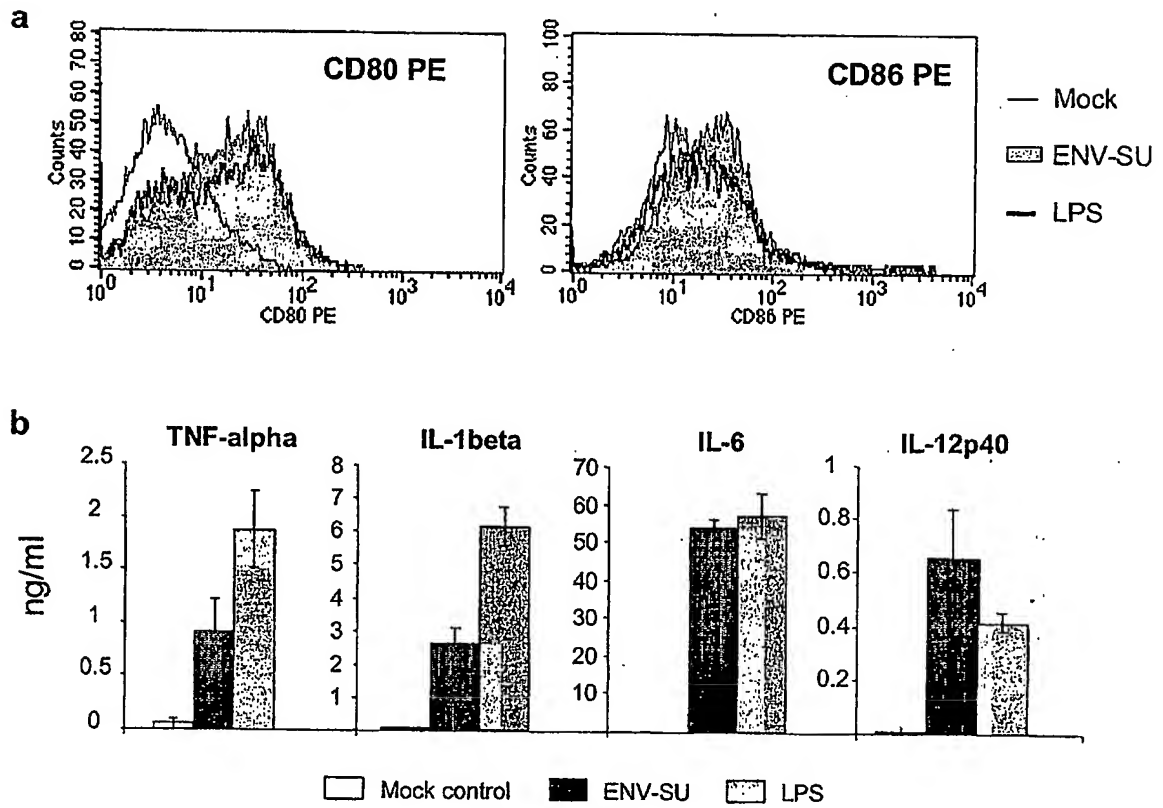 a
80
70
60
50
40
30
20
10
0
Counts
CD80 PE
10^0 10^1 10^2 10^3 10^4
CD80 PE
100
80
60
40
20
0
Counts
CD86 PE
10^0 10^1 10^2 10^3 10^4
CD86 PE
Mock
ENV-SU
LPS
b
ng/ml
TNF-alpha
2.5
2
1.5
1
0.5
0
IL-1beta
8
7
6
5
4
3
2
1
IL-6
70
60
50
40
30
20
10
IL-12p40
1
0.8
0.6
0.4
0.2
Mock control ENV-SU LPS